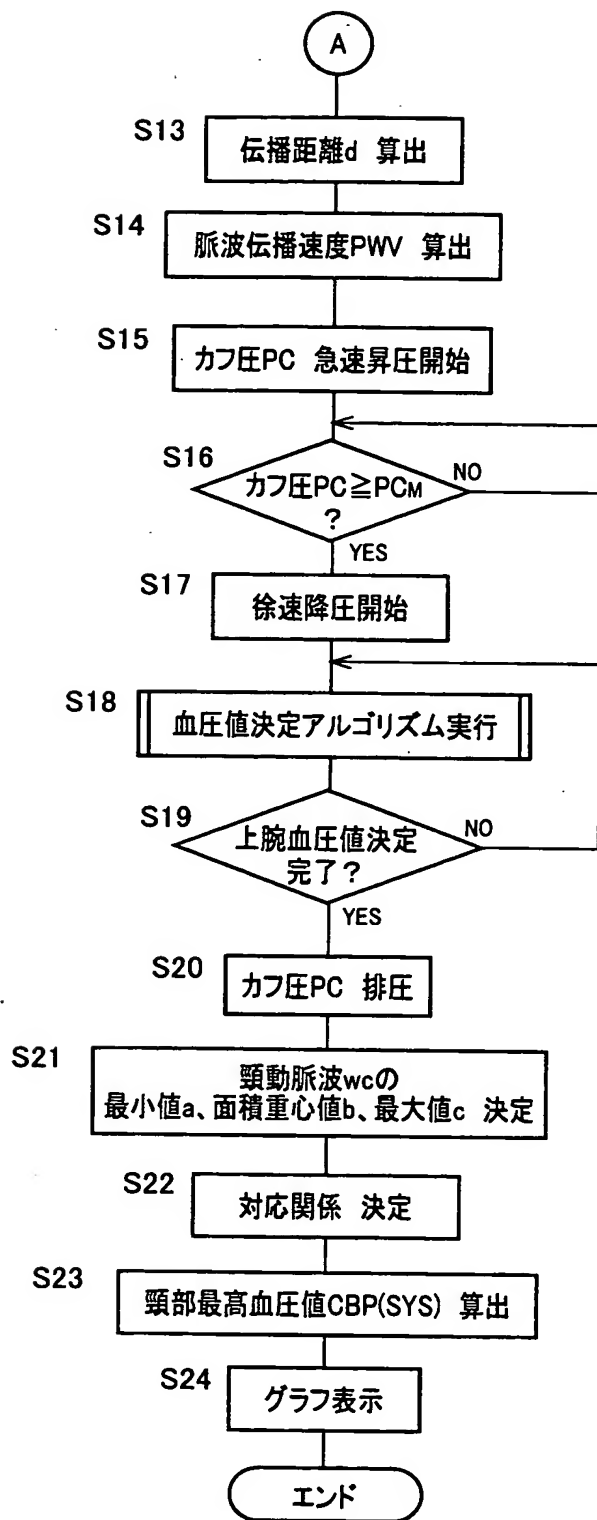 A
S13
伝播距離d 算出
S14
脈波伝播速度PWV 算出
S15
カフ圧PC 急速昇圧開始
S16
カフ圧PC≧PCM
?
NO
YES
S17
徐速降圧開始
S18
血圧値決定アルゴリズム実行
S19
上腕血圧値決定
完了?
NO
YES
S20
カフ圧PC 排圧
S21
頸動脈波wcの
最小値a、面積重心値b、最大値c 決定
S22
対応関係 決定
S23
頸部最高血圧値CBP(SYS) 算出
S24
グラフ表示
エンド